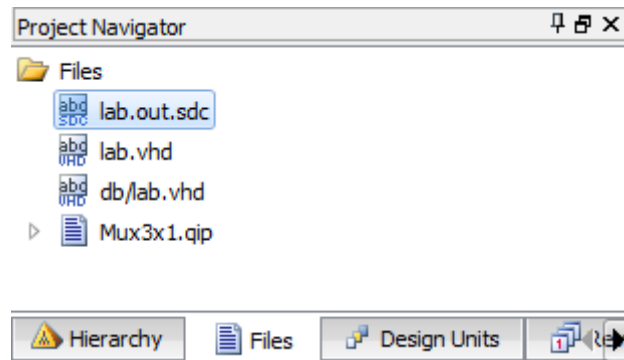 Project Navigator
Files
lab.out.sdc
lab.vhd
db/lab.vhd
Mux3x1.qip
Hierarchy Files Design Units